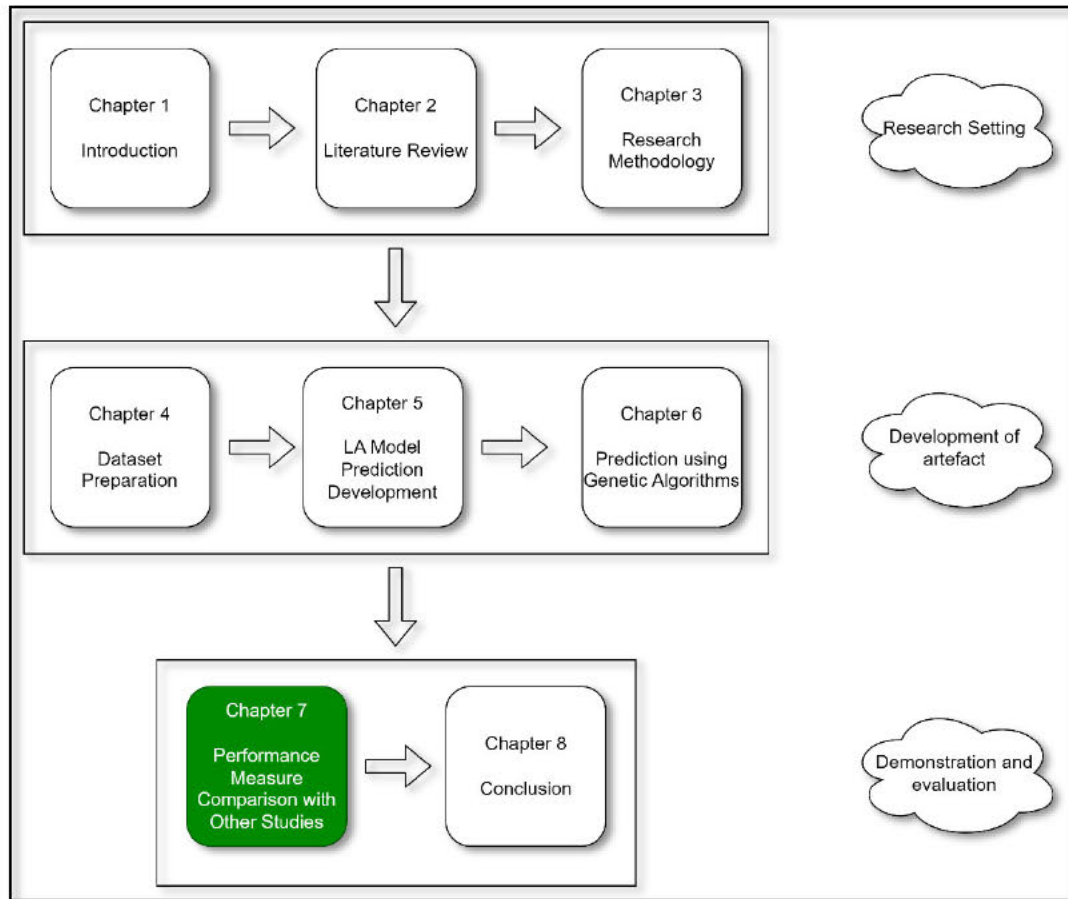 Chapter 1
Introduction
Chapter 2
Literature Review
Chapter 3
Research
Methodology
Research Setting
Chapter 4
Dataset
Preparation
Chapter 5
LA Model
Prediction
Development
Chapter 6
Prediction using
Genetic Algorithms
Development of
artefact
Chapter 7
Performance
Measure
Comparison with
Other Studies
Chapter 8
Conclusion
Demonstration and
evaluation